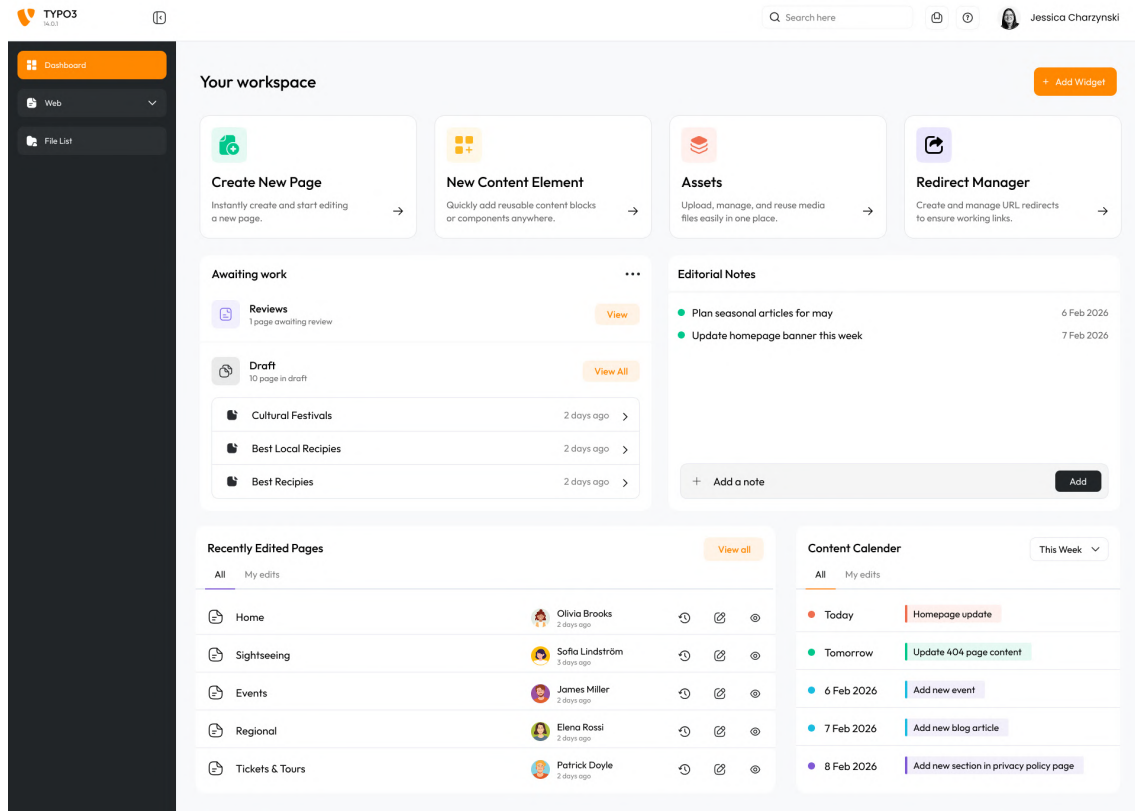 TYPO3
14.0.1
Search here
Jessica Charzynski
Dashboard
Web
File List
Your workspace
+ Add Widget
Create New Page
Instantly create and start editing
a new page.
New Content Element
Quickly add reusable content blocks
or components anywhere.
Assets
Upload, manage, and reuse media
files easily in one place.
Redirect Manager
Create and manage URL redirects
to ensure working links.
Awaiting work
Reviews
1 page awaiting review
View
Draft
10 page in draft
View All
Cultural Festivals 2 days ago
Best Local Recipies 2 days ago
Best Recipies 2 days ago
Editorial Notes
Plan seasonal articles for may 6 Feb 2026
Update homepage banner this week 7 Feb 2026
+ Add a note Add
Recently Edited Pages View all
All My edits
Home Olivia Brooks
2 days ago
Sightseeing Sofia Lindström
3 days ago
Events James Miller
2 days ago
Regional Elena Rossi
2 days ago
Tickets & Tours Patrick Doyle
2 days ago
Content Calender This Week
All My edits
Today Homepage update
Tomorrow Update 404 page content
6 Feb 2026 Add new event
7 Feb 2026 Add new blog article
8 Feb 2026 Add new section in privacy policy page